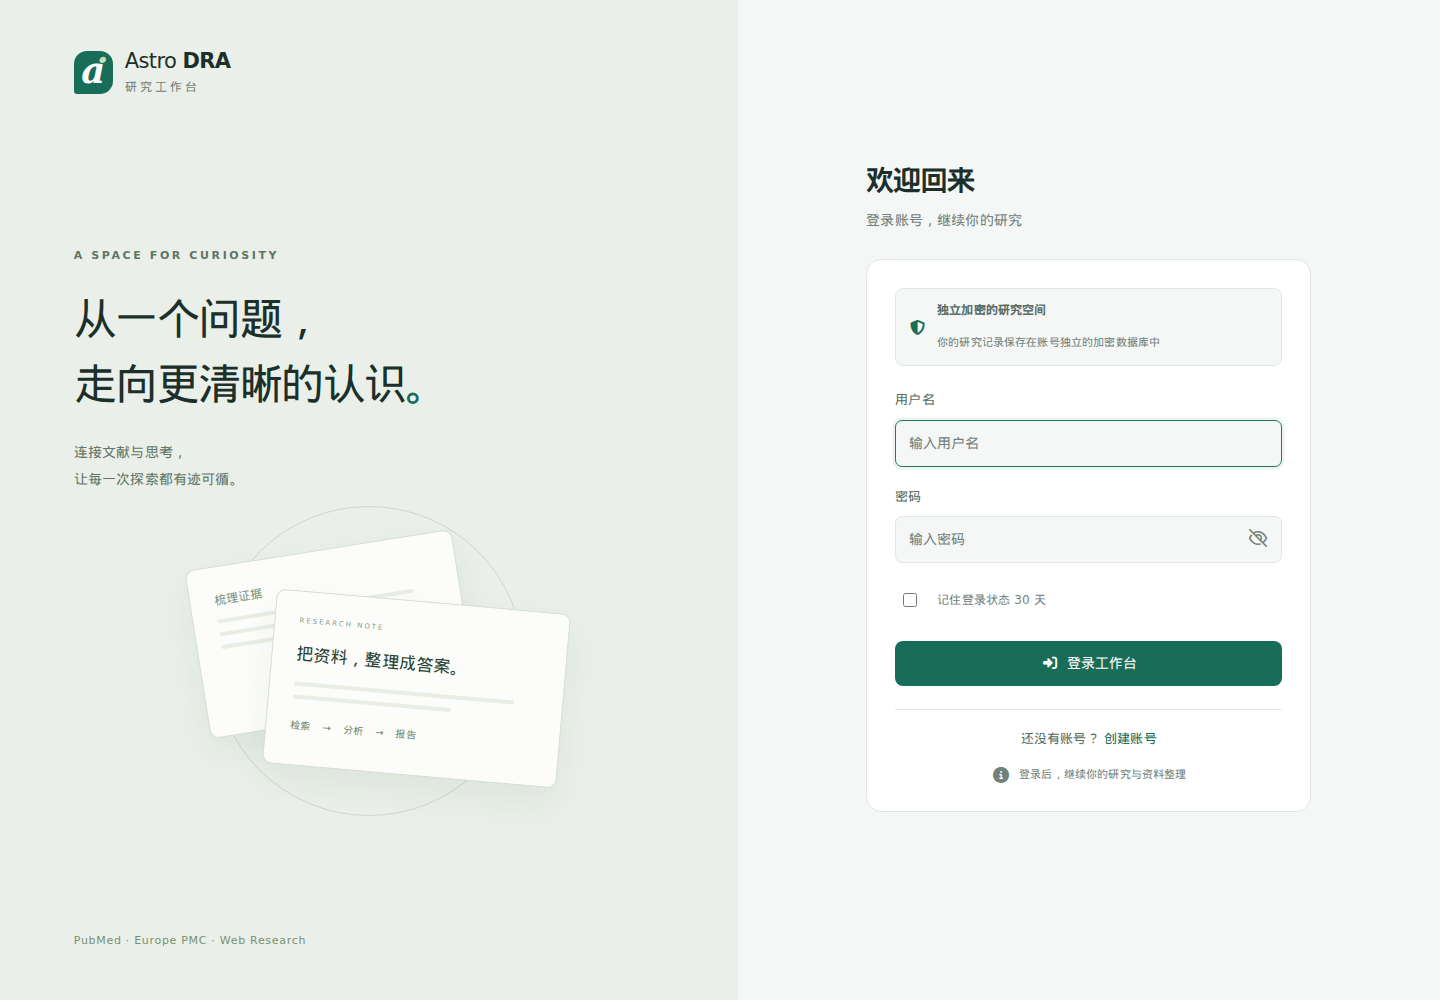 a
Astro DRA
研究工作台
A SPACE FOR CURIOSITY
从一个问题，
走向更清晰的认识。
连接文献与思考，
让每一次探索都有迹可循。
梳理证据
RESEARCH NOTE
把资料，整理成答案。
检索 → 分析 → 报告
PubMed · Europe PMC · Web Research
欢迎回来
登录账号，继续你的研究
独立加密的研究空间
你的研究记录保存在账号独立的加密数据库中
用户名
输入用户名
密码
输入密码
记住登录状态 30 天
登录工作台
还没有账号？ 创建账号
登录后，继续你的研究与资料整理